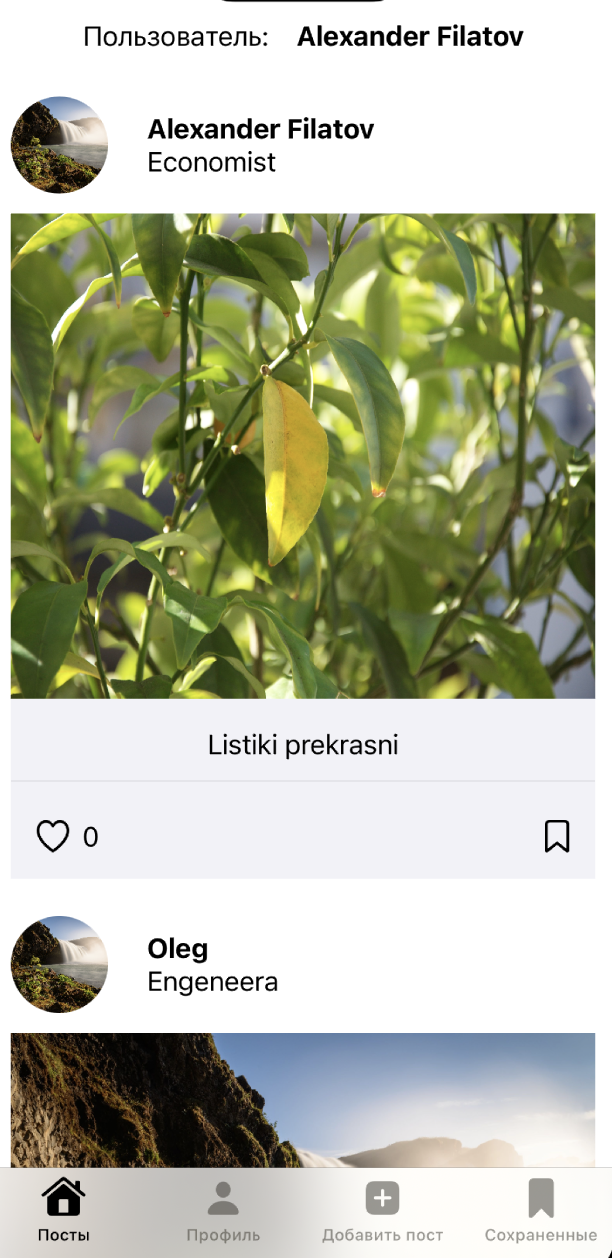 Пользователь: Alexander Filatov
Alexander Filatov
Economist
Listiki prekrasni
0
Oleg
Engeneera
Посты Профиль Добавить пост Сохраненные